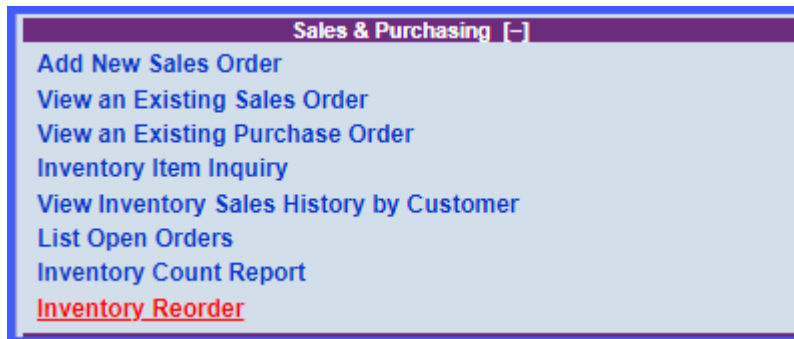 Sales & Purchasing [–]
Add New Sales Order
View an Existing Sales Order
View an Existing Purchase Order
Inventory Item Inquiry
View Inventory Sales History by Customer
List Open Orders
Inventory Count Report
Inventory Reorder